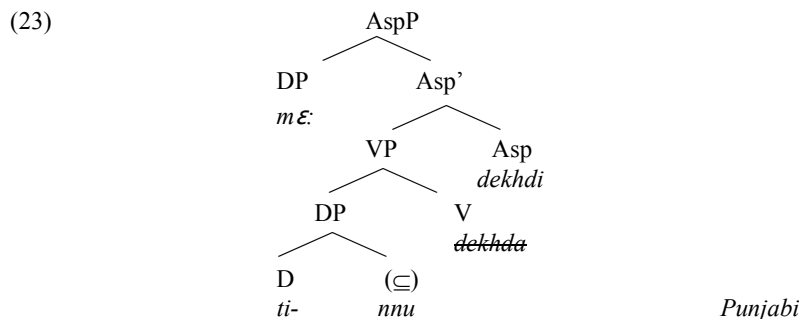 (23) AspP
DP Asp’
mɛ:
VP Asp
dekhdi
DP V
dekhda
D (⊆)
ti- nnu Punjabi